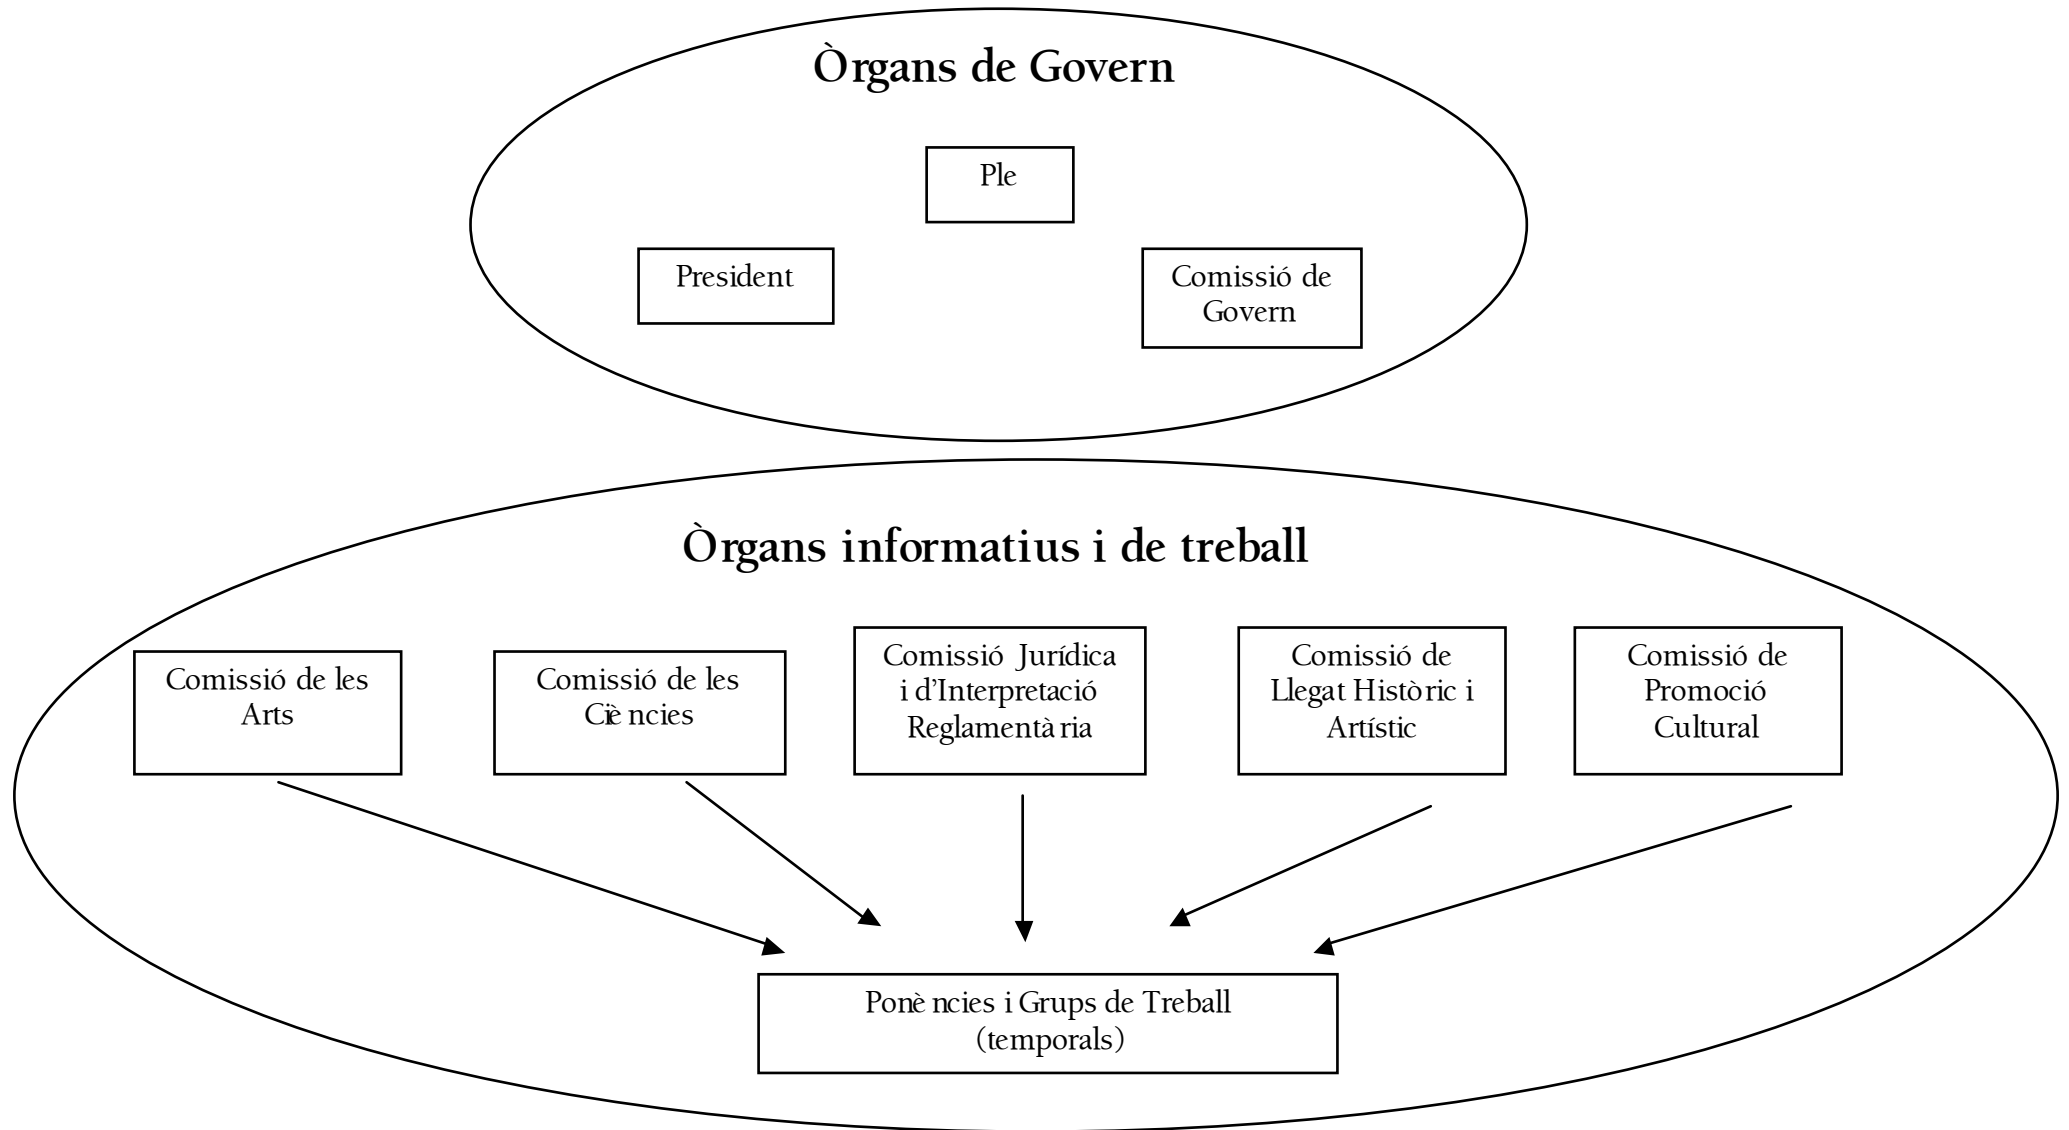 Òrgans de Govern
Ple
President
Comissió de
Govern
Òrgans informatius i de treball
Comissió de les
Arts
Comissió de les
Ciències
Comissió Jurídica
i d'Interpretació
Reglamentària
Comissió de
Llegat Històric i
Artístic
Comissió de
Promoció
Cultural
Ponències i Grups de Treball
(temporals)